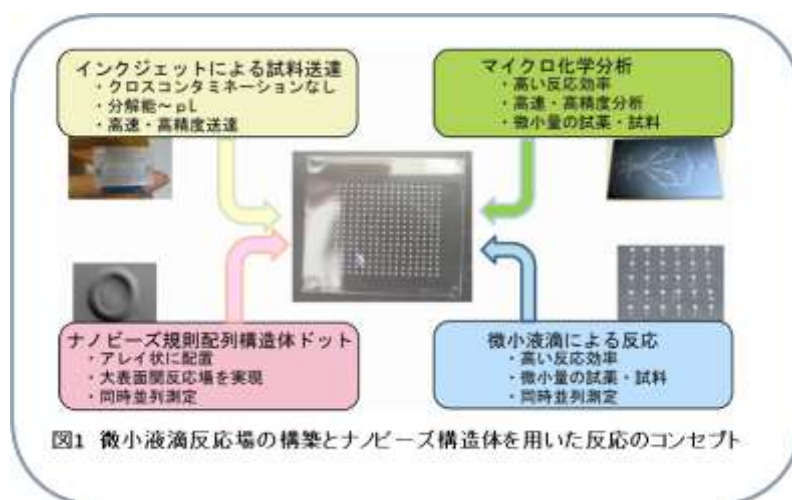 インクジェットによる試料送達
・クロスコンタミネーションなし
・分解能～pL
・高速・高精度送達
マイクロ化学分析
・高い反応効率
・高速・高精度分析
・微小量の試薬・試料
ナノビーズ規則配列構造体ドット
・アレイ状に配置
・大表面開反応場を実現
・同時並列測定
微小液滴による反応
・高い反応効率
・微小量の試薬・試料
・同時並列測定
図1 微小液滴反応場の構築とナノビーズ構造体を用いた反応のコンセプト